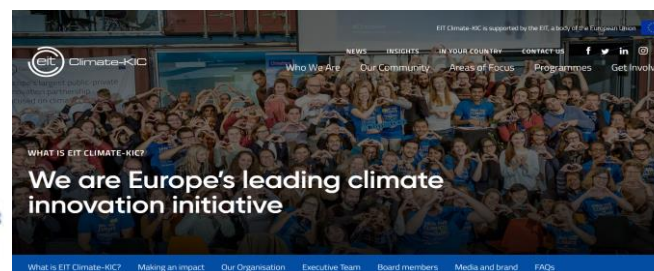 EIT Climate-KIC is supported by the EIT, a body of the European Union
NEWS INSIGHTS IN YOUR COUNTRY CONTACT US
eit Climate-KIC
Who We Are Our Community Areas of Focus Programmes Get Involv
WHAT IS EIT CLIMATE-KIC?
We are Europe's leading climate
innovation initiative
What is EIT Climate-KIC? Making an impact Our Organisation Executive Team Board members Media and brand FAQs